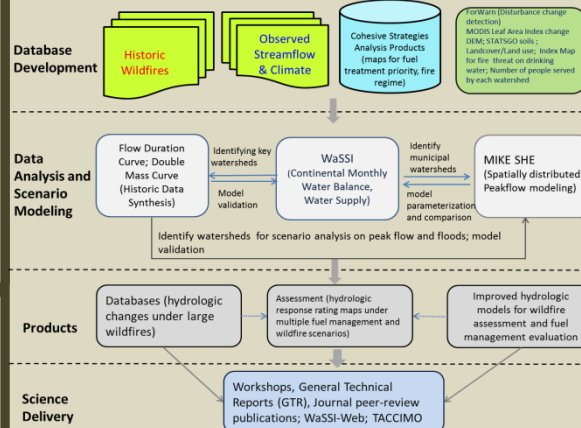 Database
Development
Historic
Wildfires
Observed
Streamflow
& Climate
Cohesive Strategies
Analysis Products
(maps for fuel
treatment priority, fire
regime)
ForWarn (Disturbance change
detection)
MODIS Leaf Area Index change
DEM; STATSGO soils ;
Landcover/Land use; Index Map
for fire threat on drinking
water; Number of people served
by each watershed
Data
Analysis and
Scenario
Modeling
Flow Duration
Curve; Double
Mass Curve
(Historic Data
Synthesis)
Identifying key
watersheds
Model
validation
WaSSI
(Continental Monthly
Water Balance,
Water Supply)
Identify
municipal
watersheds
model
parameterization
and comparison
MIKE SHE
(Spatially distributed
Peakflow modeling)
Identify watersheds for scenario analysis on peak flow and floods; model
validation
Products
Databases (hydrologic
changes under large
wildfires)
Assessment (hydrologic
response rating maps under
multiple fuel management and
wildfire scenarios)
Improved hydrologic
models for wildfire
assessment and fuel
management evaluation
Science
Delivery
Workshops, General Technical
Reports (GTR), Journal peer-review
publications; WaSSI-Web; TACCIMO